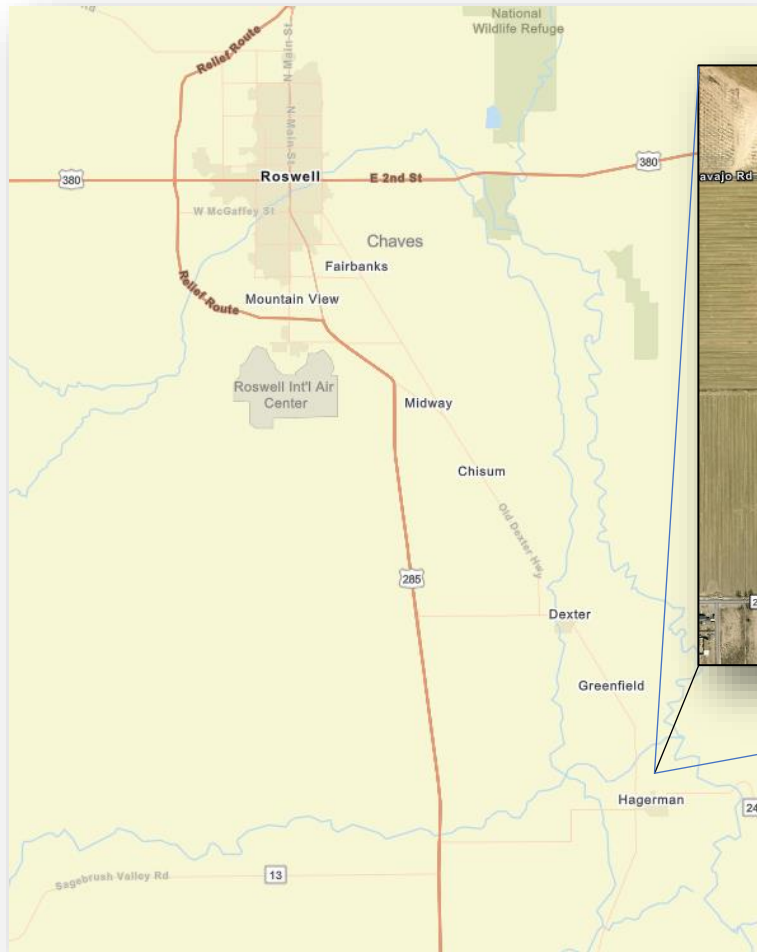 National
Wildlife Refuge
Relief Route
N Main St
N Main St
380
Roswell
E 2nd St
380
avajo Rd
W McGaffey St
Chaves
Fairbanks
Relief Route
Mountain View
Roswell Int'l Air
Center
Midway
Chisum
Old Dexter Hwy
285
2
Dexter
Greenfield
Hagerman
24
Sagebrush Valley Rd
13